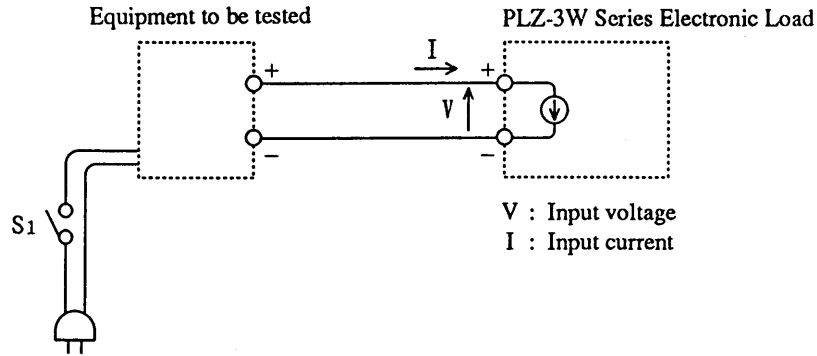 Equipment to be tested
PLZ-3W Series Electronic Load
I
+ +
V
− −
S1
V : Input voltage
I : Input current